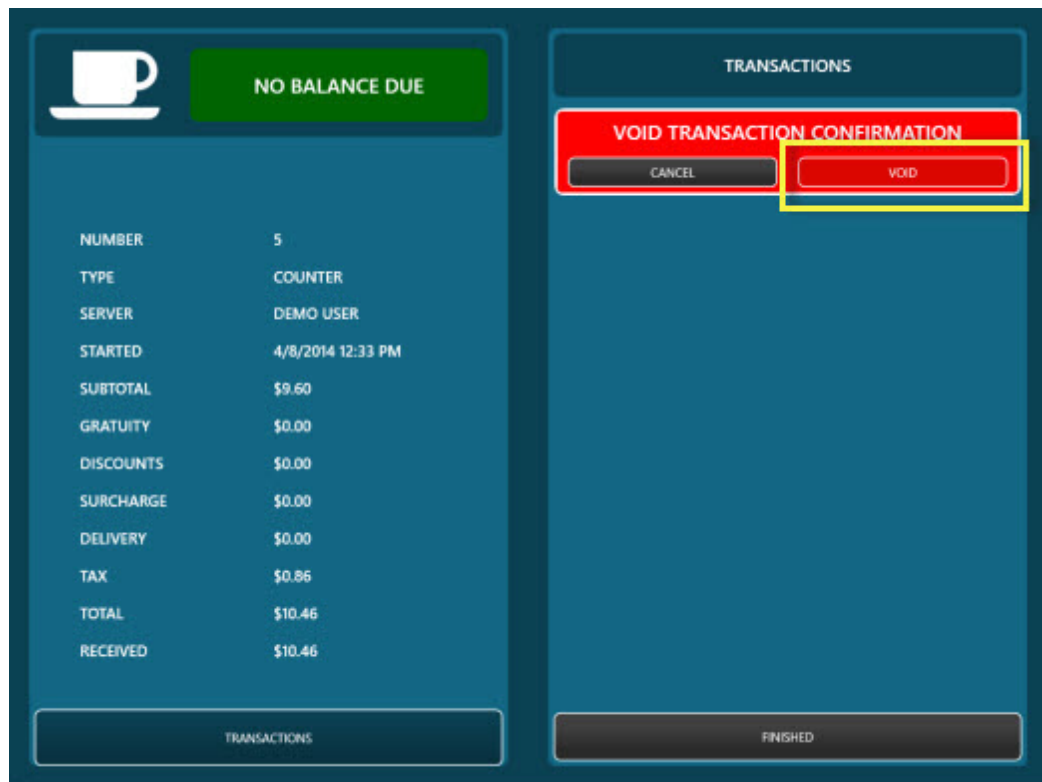 NO BALANCE DUE
NUMBER 5
TYPE COUNTER
SERVER DEMO USER
STARTED 4/8/2014 12:33 PM
SUBTOTAL $9.60
GRATUITY $0.00
DISCOUNTS $0.00
SURCHARGE $0.00
DELIVERY $0.00
TAX $0.86
TOTAL $10.46
RECEIVED $10.46
TRANSACTIONS
TRANSACTIONS
VOID TRANSACTION CONFIRMATION
CANCEL VOID
FINISHED